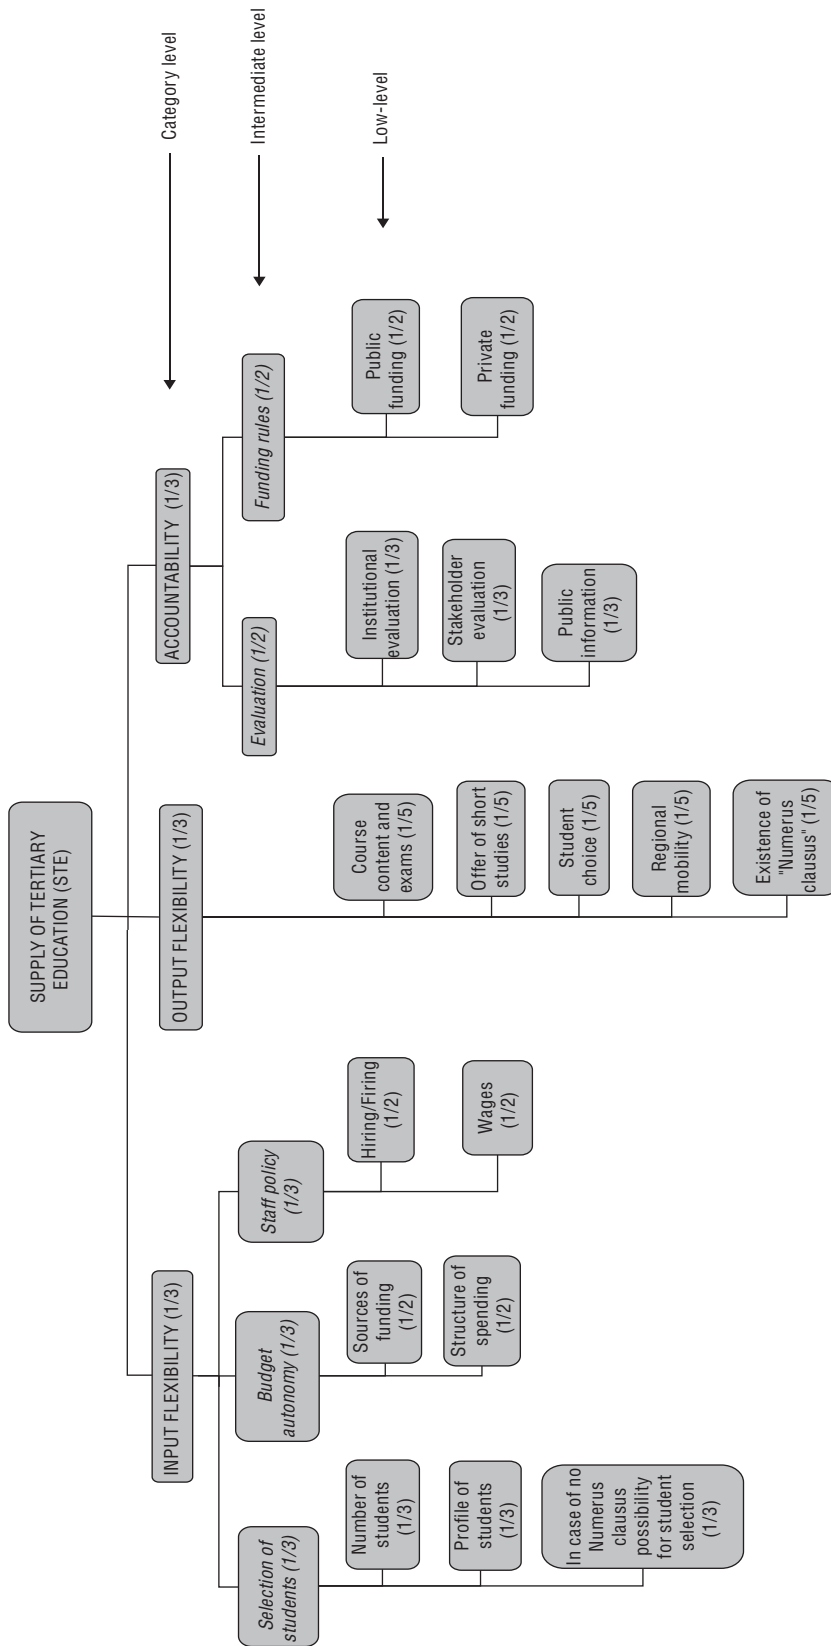 SUPPLY OF TERTIARY
EDUCATION (STE)
INPUT FLEXIBILITY (1/3)
OUTPUT FLEXIBILITY (1/3)
ACCOUNTABILITY (1/3)
Category level
Selection of
students (1/3)
Budget
autonomy (1/3)
Staff policy
(1/3)
Evaluation (1/2)
Funding rules (1/2)
Intermediate level
Number of
students
(1/3)
Profile of
students
(1/3)
In case of no
Numerus
clausus
possibility
for student
selection
(1/3)
Sources of
funding
(1/2)
Structure of
spending
(1/2)
Hiring/Firing
(1/2)
Wages
(1/2)
Course
content and
exams (1/5)
Offer of short
studies (1/5)
Student
choice (1/5)
Regional
mobility (1/5)
Existence of
"Numerus
clausus" (1/5)
Institutional
evaluation (1/3)
Stakeholder
evaluation
(1/3)
Public
information
(1/3)
Public
funding (1/2)
Private
funding (1/2)
Low-level